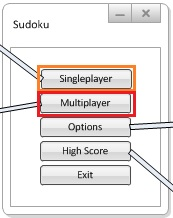 Sudoku
Singleplayer
Multiplayer
Options
High Score
Exit